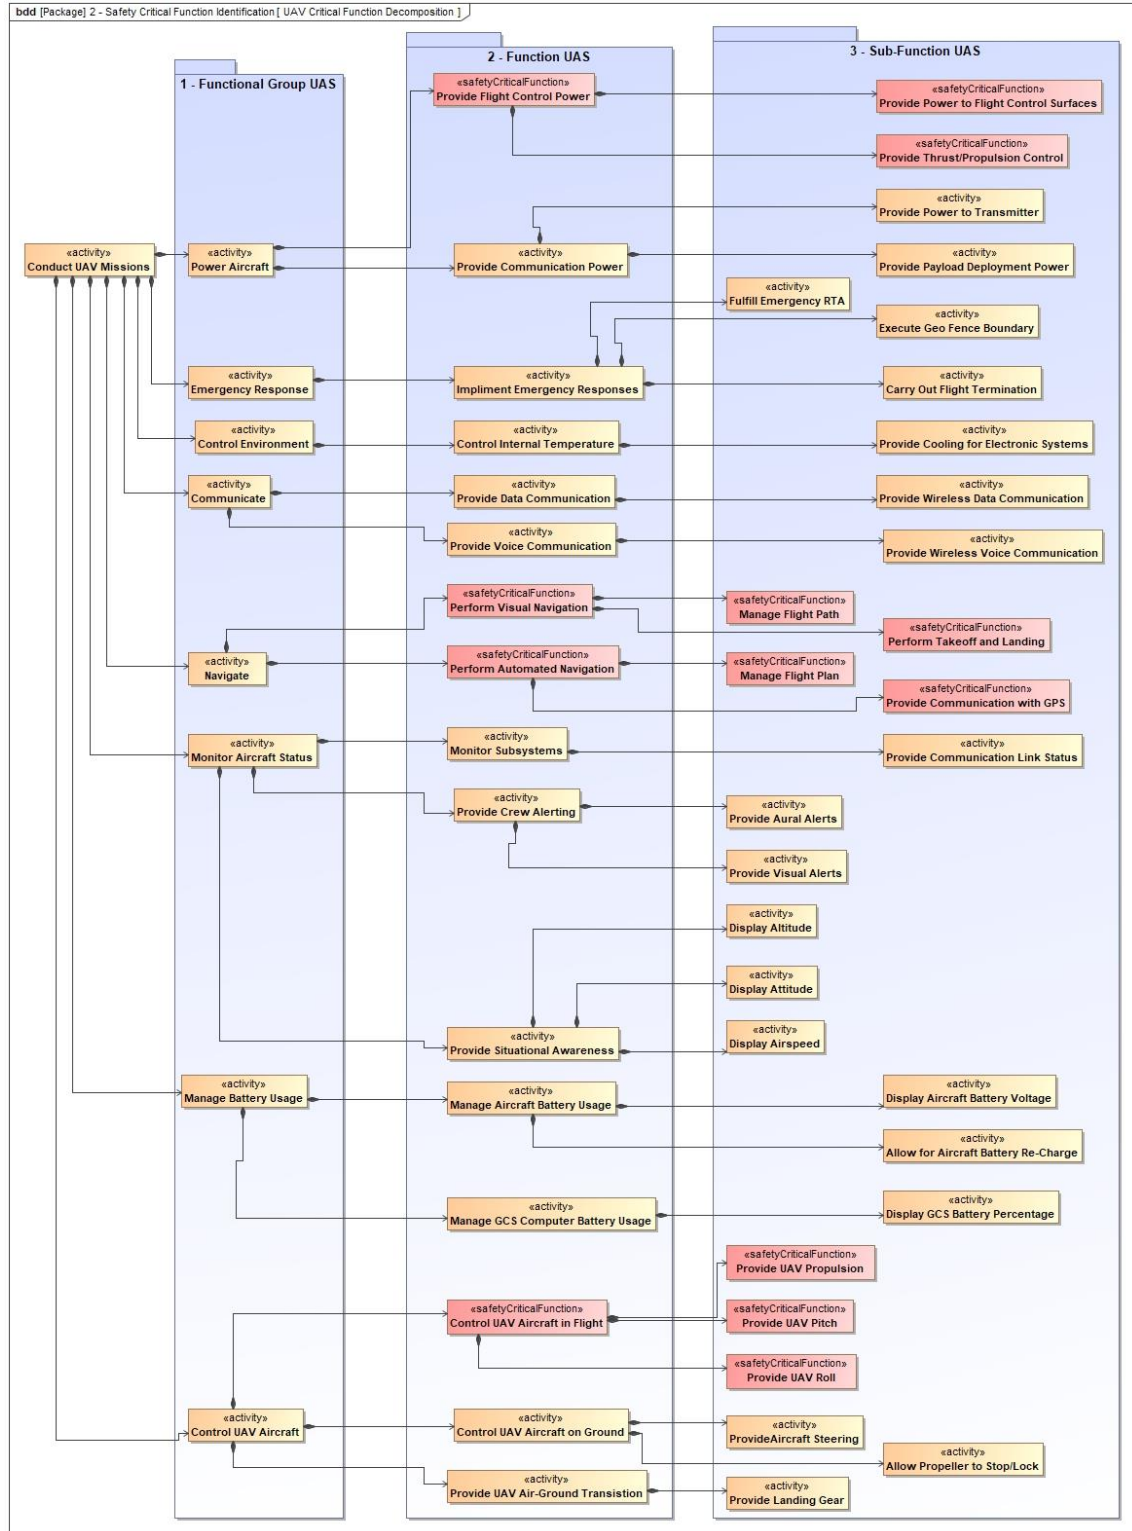 bdd [Package] 2 - Safety Critical Function Identification [ UAV Critical Function Decomposition ]
1 - Functional Group UAS
2 - Function UAS
3 - Sub-Function UAS
«safetyCriticalFunction»
Provide Flight Control Power
«safetyCriticalFunction»
Provide Power to Flight Control Surfaces
«safetyCriticalFunction»
Provide Thrust/Propulsion Control
«activity»
Provide Power to Transmitter
«activity»
Conduct UAV Missions
«activity»
Power Aircraft
«activity»
Provide Communication Power
«activity»
Provide Payload Deployment Power
«activity»
Fulfill Emergency RTA
«activity»
Execute Geo Fence Boundary
«activity»
Emergency Response
«activity»
Impliment Emergency Responses
«activity»
Carry Out Flight Termination
«activity»
Control Environment
«activity»
Control Internal Temperature
«activity»
Provide Cooling for Electronic Systems
«activity»
Communicate
«activity»
Provide Data Communication
«activity»
Provide Wireless Data Communication
«activity»
Provide Voice Communication
«activity»
Provide Wireless Voice Communication
«safetyCriticalFunction»
Perform Visual Navigation
«safetyCriticalFunction»
Manage Flight Path
«safetyCriticalFunction»
Perform Takeoff and Landing
«activity»
Navigate
«safetyCriticalFunction»
Perform Automated Navigation
«safetyCriticalFunction»
Manage Flight Plan
«safetyCriticalFunction»
Provide Communication with GPS
«activity»
Monitor Aircraft Status
«activity»
Monitor Subsystems
«activity»
Provide Communication Link Status
«activity»
Provide Crew Alerting
«activity»
Provide Aural Alerts
«activity»
Provide Visual Alerts
«activity»
Display Altitude
«activity»
Display Attitude
«activity»
Provide Situational Awareness
«activity»
Display Airspeed
«activity»
Manage Battery Usage
«activity»
Manage Aircraft Battery Usage
«activity»
Display Aircraft Battery Voltage
«activity»
Allow for Aircraft Battery Re-Charge
«activity»
Manage GCS Computer Battery Usage
«activity»
Display GCS Battery Percentage
«safetyCriticalFunction»
Provide UAV Propulsion
«safetyCriticalFunction»
Control UAV Aircraft in Flight
«safetyCriticalFunction»
Provide UAV Pitch
«safetyCriticalFunction»
Provide UAV Roll
«activity»
Control UAV Aircraft
«activity»
Control UAV Aircraft on Ground
«activity»
ProvideAircraft Steering
«activity»
Allow Propeller to Stop/Lock
«activity»
Provide UAV Air-Ground Transistion
«activity»
Provide Landing Gear